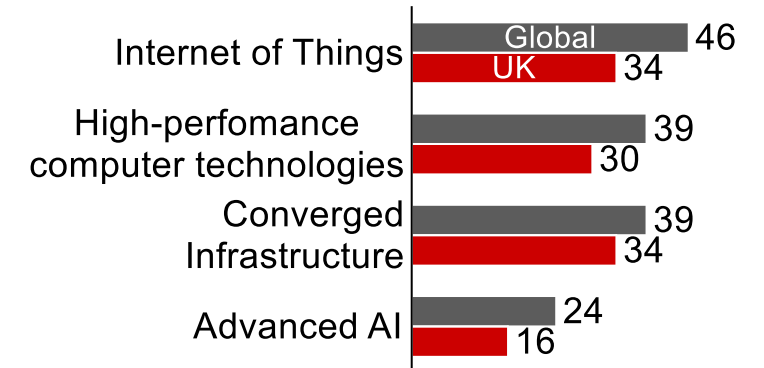 Global
46
Internet of Things
UK
34
High-perfomance
39
computer technologies
30
Converged
39
Infrastructure
34
Advanced AI
24
16